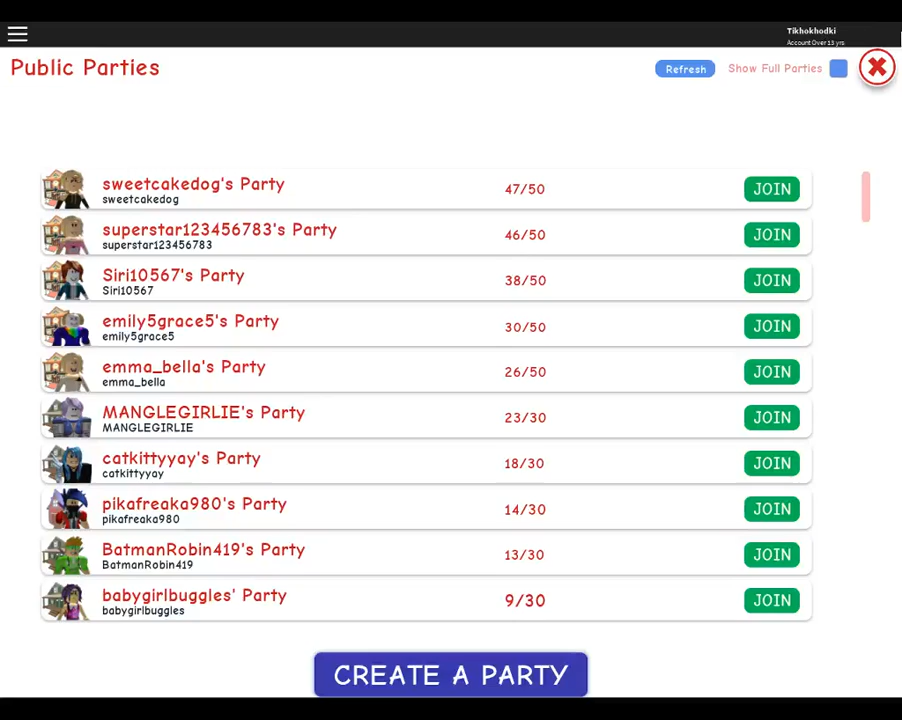 Tikhokhodki
Account Over 13 yrs
Public Parties
Refresh
Show Full Parties
sweetcakedog's Party
sweetcakedog
47/50
JOIN
superstar123456783's Party
superstar123456783
46/50
JOIN
Siri10567's Party
Siri10567
38/50
JOIN
emily5grace5's Party
emily5grace5
30/50
JOIN
emma_bella's Party
emma_bella
26/50
JOIN
MANGLEGIRLIE's Party
MANGLEGIRLIE
23/30
JOIN
catkittyyay's Party
catkittyyay
18/30
JOIN
pikafreaka980's Party
pikafreaka980
14/30
JOIN
BatmanRobin419's Party
BatmanRobin419
13/30
JOIN
babygirlbuggles' Party
babygirlbuggles
9/30
JOIN
CREATE A PARTY